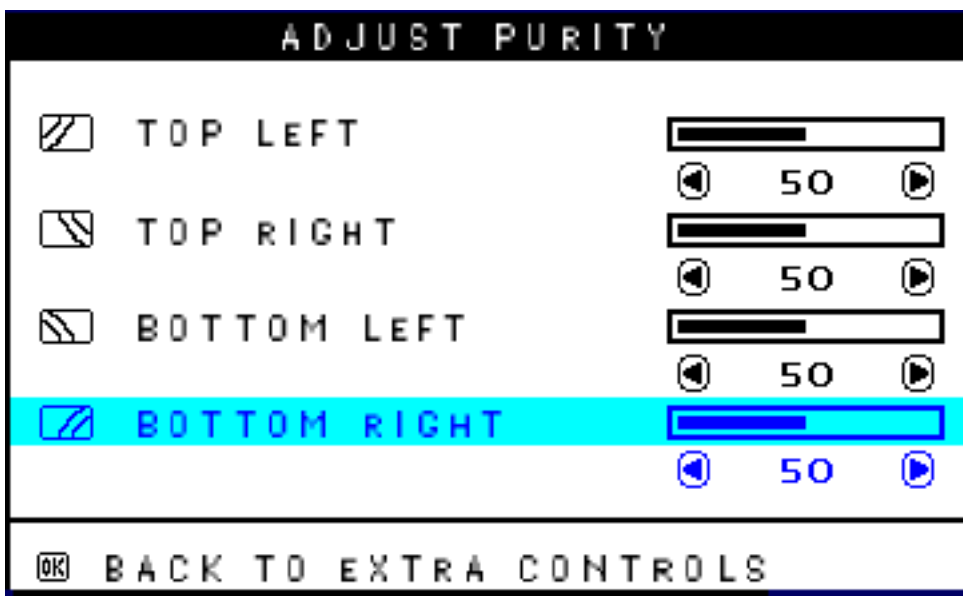 ADJUST PURITY
TOP LEFT
50
TOP RIGHT
50
BOTTOM LEFT
50
BOTTOM RIGHT
50
OK BACK TO EXTRA CONTROLS